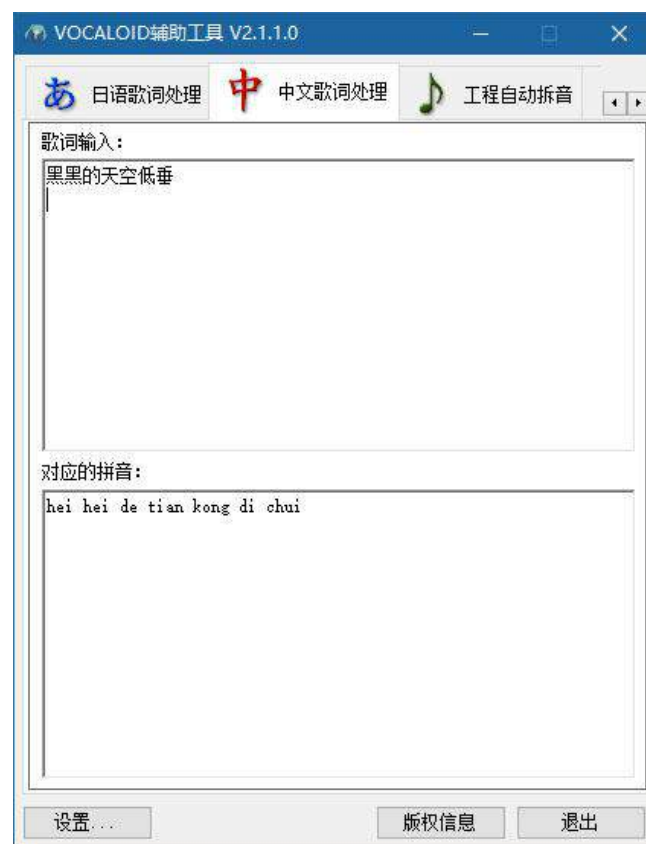 VOCALOID辅助工具 V2.1.1.0
あ 日语歌词处理 中 中文歌词处理 工程自动拆音
歌词输入：
黑黑的天空低垂
对应的拼音：
hei hei de tian kong di chui
设置... 版权信息 退出